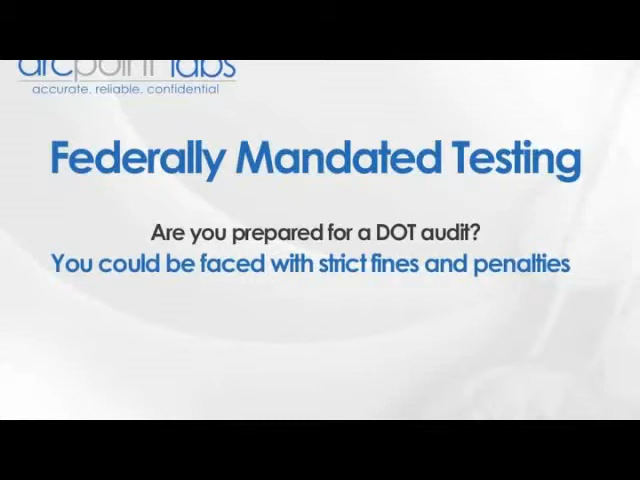 arcpoint labs
accurate, reliable, confidential
Federally Mandated Testing
Are you prepared for a DOT audit?
You could be faced with strict fines and penalties